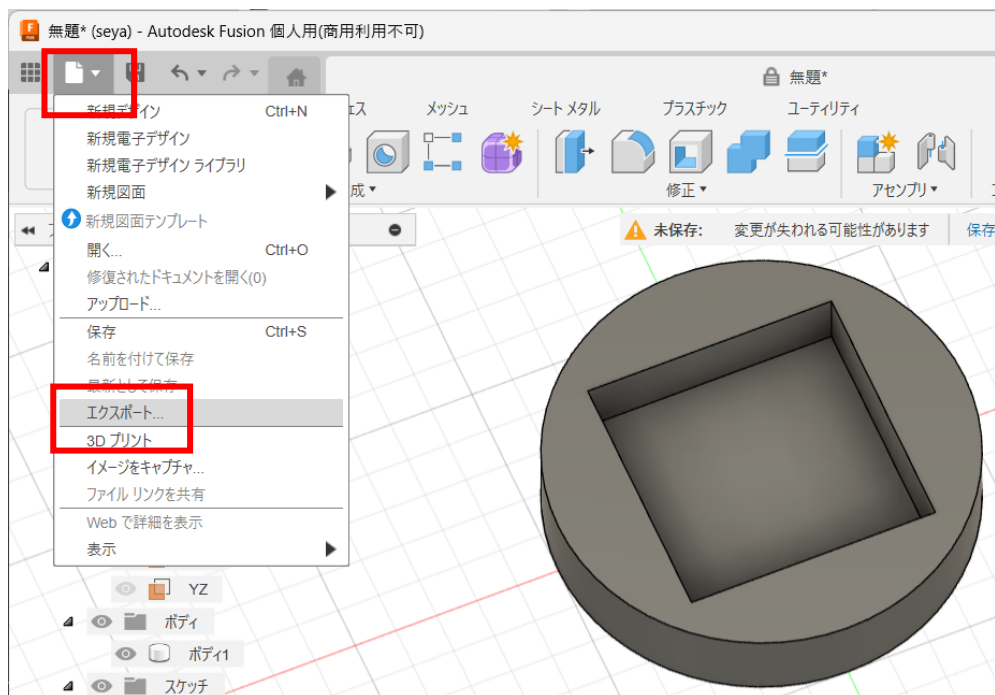 無題* (seya) - Autodesk Fusion 個人用(商用利用不可)
無題*
メッシュ シート メタル プラスチック ユーティリティ
修正▼ アセンブリ▼
未保存: 変更が失われる可能性があります 保存
新規デザイン Ctrl+N
新規電子デザイン
新規電子デザイン ライブラリ
新規図面
新規図面テンプレート
開く... Ctrl+O
修復されたドキュメントを開く(0)
アップロード...
保存 Ctrl+S
名前を付けて保存
最新として保存
エクスポート...
3D プリント
イメージをキャプチャ...
ファイル リンクを共有
Web で詳細を表示
表示
YZ
ボディ
ボディ1
スケッチ